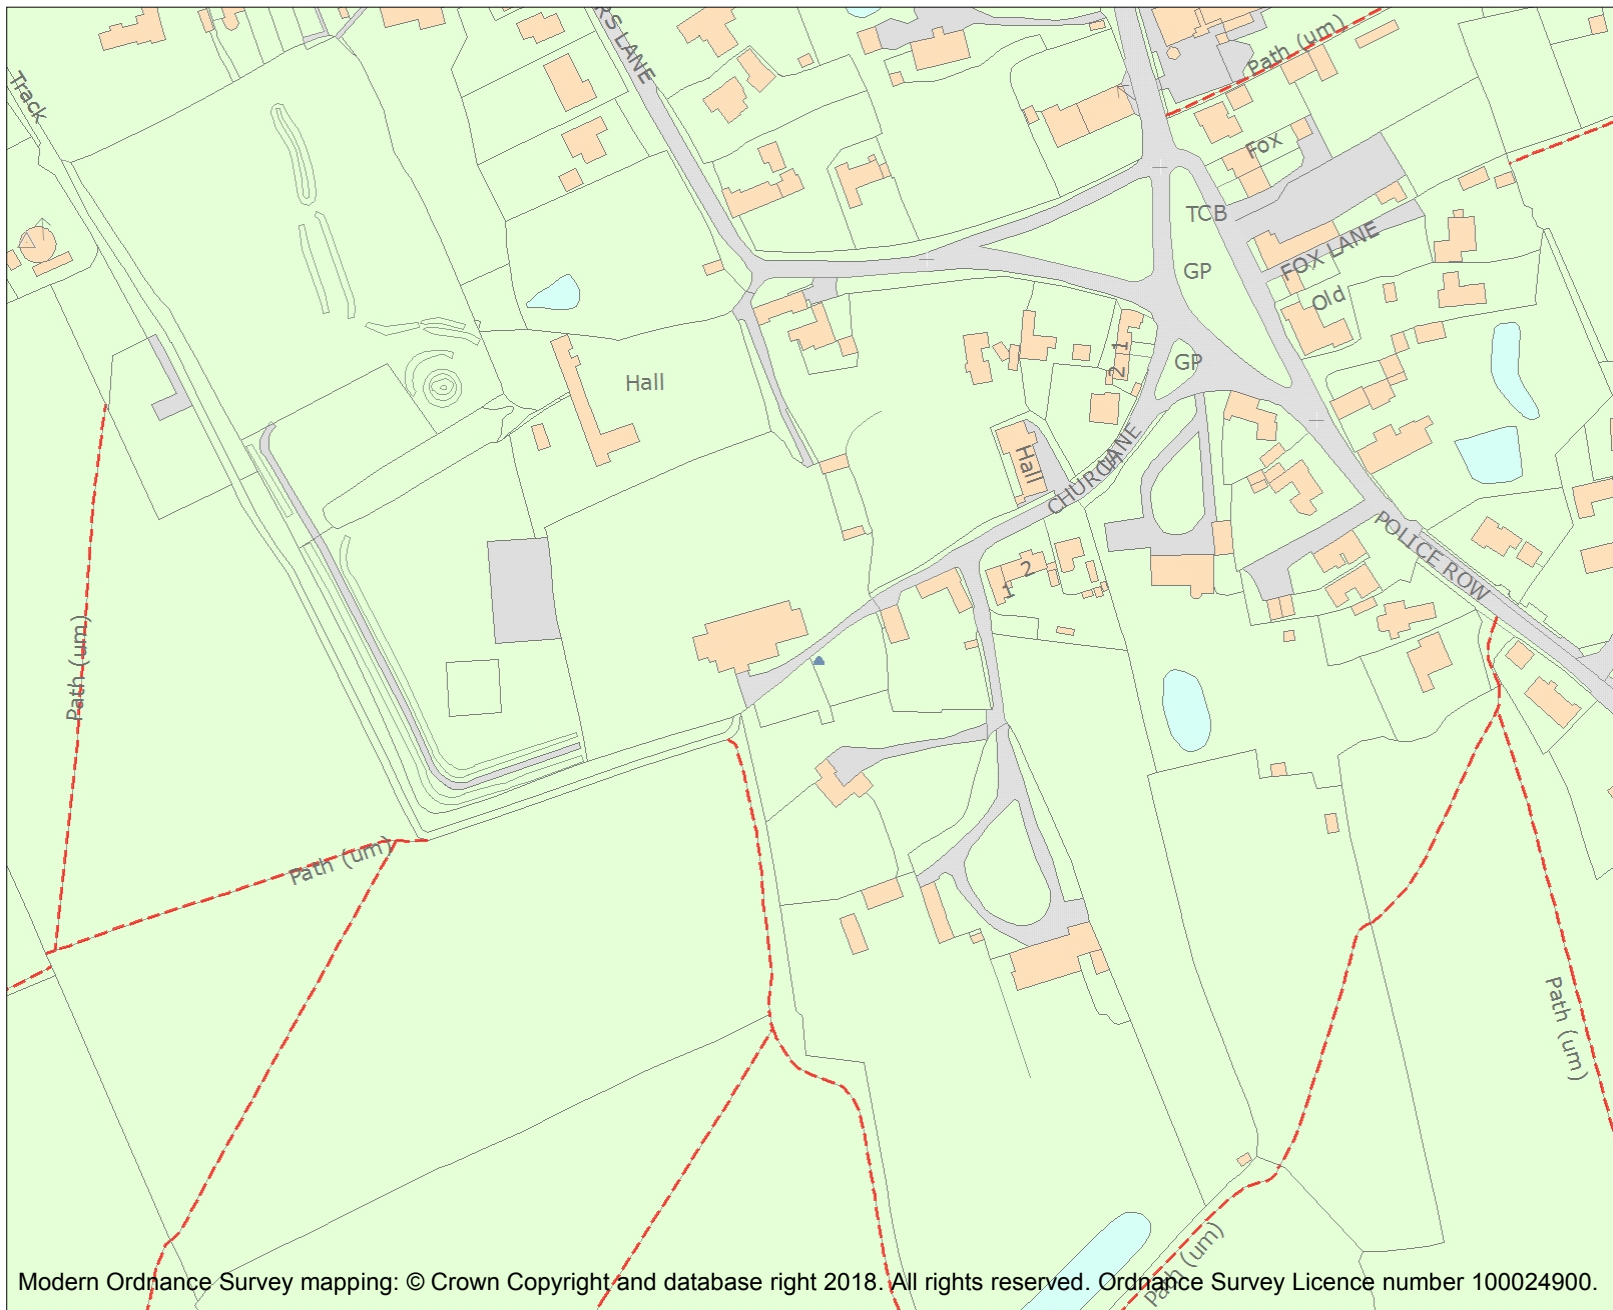 RS LANE
Track
Path (um)
Fox
TCB
FOX LANE
GP
Old
1
2
GP
Hall
Hall
CHURCH LANE
POLICE ROW
2
1
Path (um)
Path (um)
Path (um)
Path (um)
Modern Ordnance Survey mapping: © Crown Copyright and database right 2018. All rights reserved. Ordnance Survey Licence number 100024900.